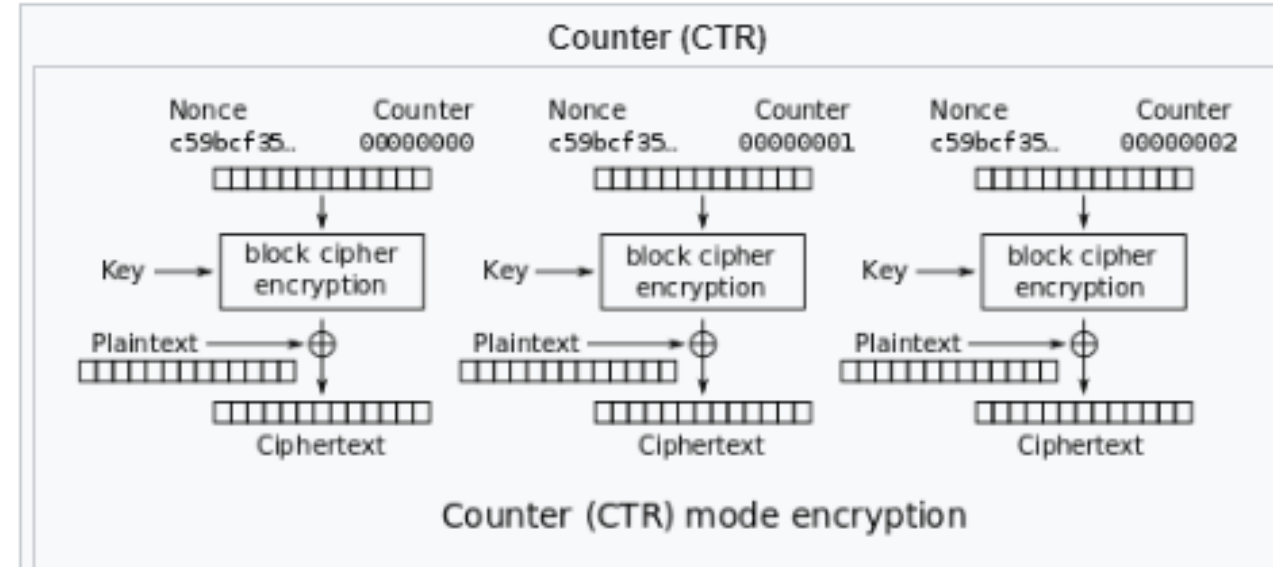 Counter (CTR)
Nonce Counter Nonce Counter Nonce Counter
c59bcf35.. 00000000 c59bcf35.. 00000001 c59bcf35.. 00000002
Key block cipher encryption Key block cipher encryption Key block cipher encryption
Plaintext Plaintext Plaintext
Ciphertext Ciphertext Ciphertext
Counter (CTR) mode encryption